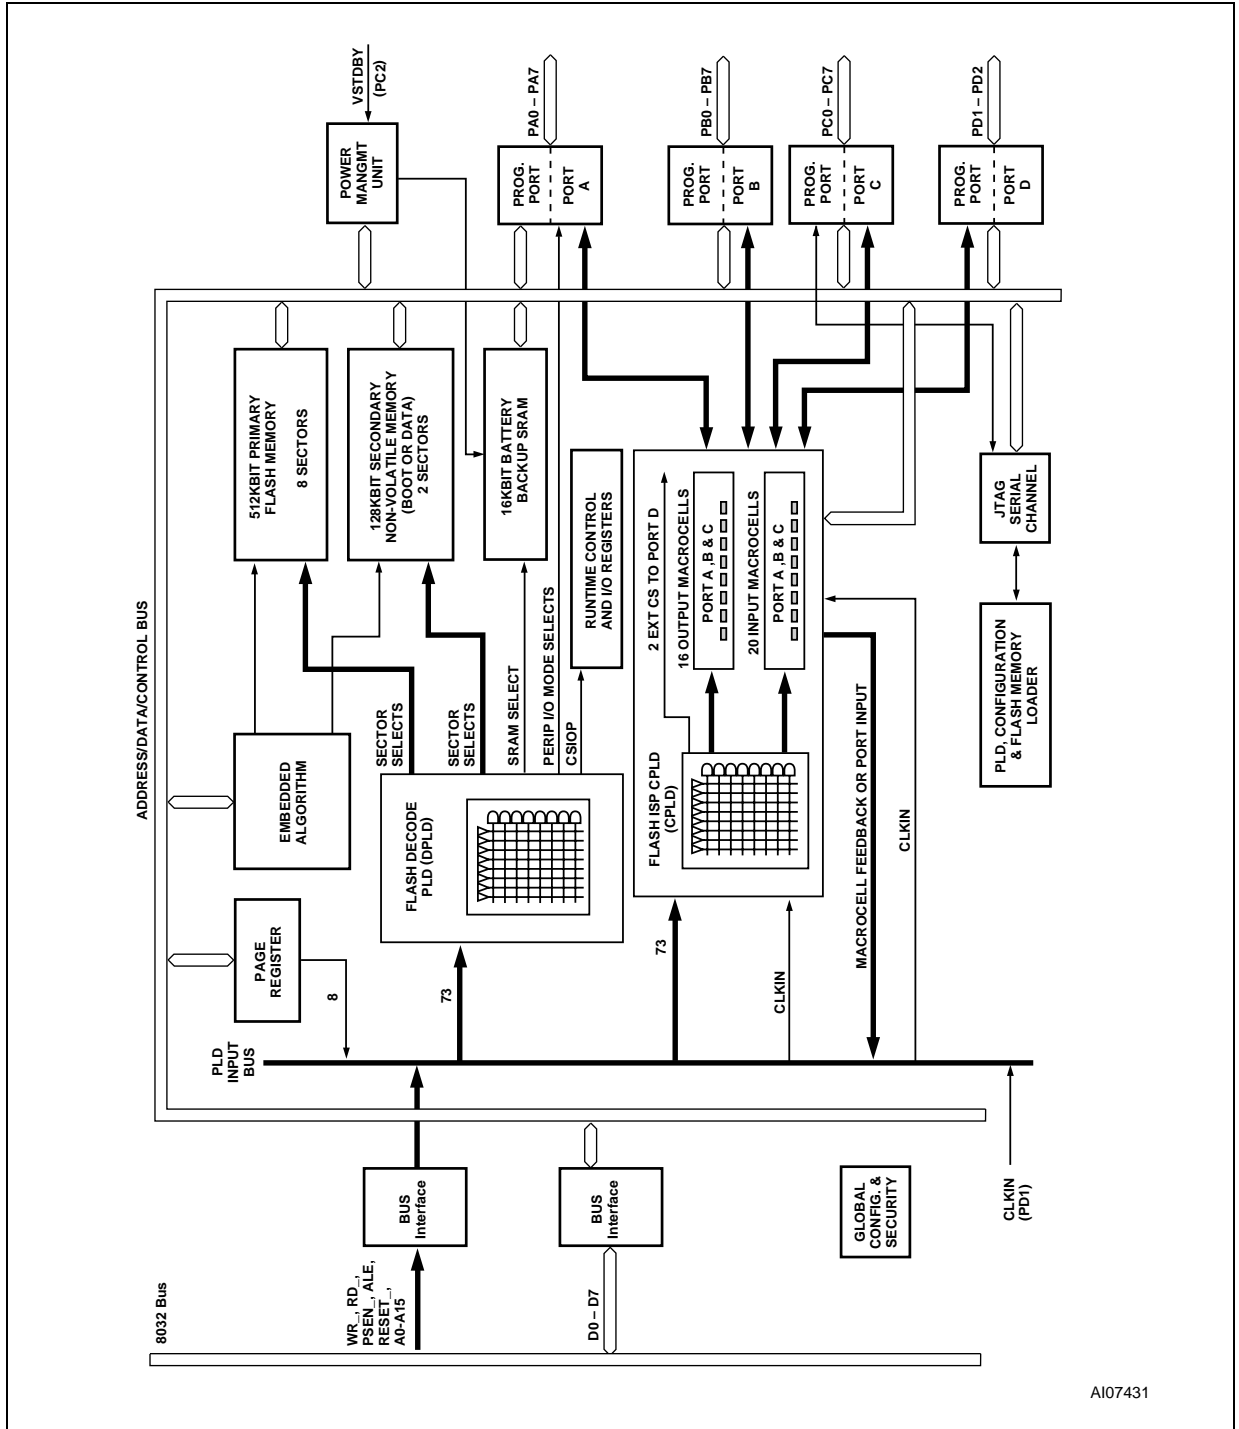 8032 Bus
WR_, RD_,
PSEN_, ALE,
RESET_,
A0-A15
D0 – D7
BUS
Interface
BUS
Interface
GLOBAL
CONFIG. &
SECURITY
CLKIN
(PD1)
ADDRESS/DATA/CONTROL BUS
PLD
INPUT
BUS
PAGE
REGISTER
8
73
73
CLKIN
EMBEDDED
ALGORITHM
FLASH DECODE
PLD (DPLD)
FLASH ISP CPLD
(CPLD)
MACROCELL FEEDBACK OR PORT INPUT
CLKIN
SECTOR
SELECTS
SECTOR
SELECTS
SRAM SELECT
PERIP I/O MODE SELECTS
CSIOP
512KBIT PRIMARY
FLASH MEMORY
8 SECTORS
128KBIT SECONDARY
NON-VOLATILE MEMORY
(BOOT OR DATA)
2 SECTORS
16KBIT BATTERY
BACKUP SRAM
RUNTIME CONTROL
AND I/O REGISTERS
2 EXT CS TO PORT D
16 OUTPUT MACROCELLS
PORT A ,B & C
20 INPUT MACROCELLS
PORT A ,B & C
JTAG
SERIAL
CHANNEL
PLD, CONFIGURATION
& FLASH MEMORY
LOADER
VSTDBY
(PC2)
POWER
MANGMT
UNIT
PA0 – PA7
PROG.
PORT
PORT
A
PB0 – PB7
PROG.
PORT
PORT
B
PC0 – PC7
PROG.
PORT
PORT
C
PD1 – PD2
PROG.
PORT
PORT
D
AI07431